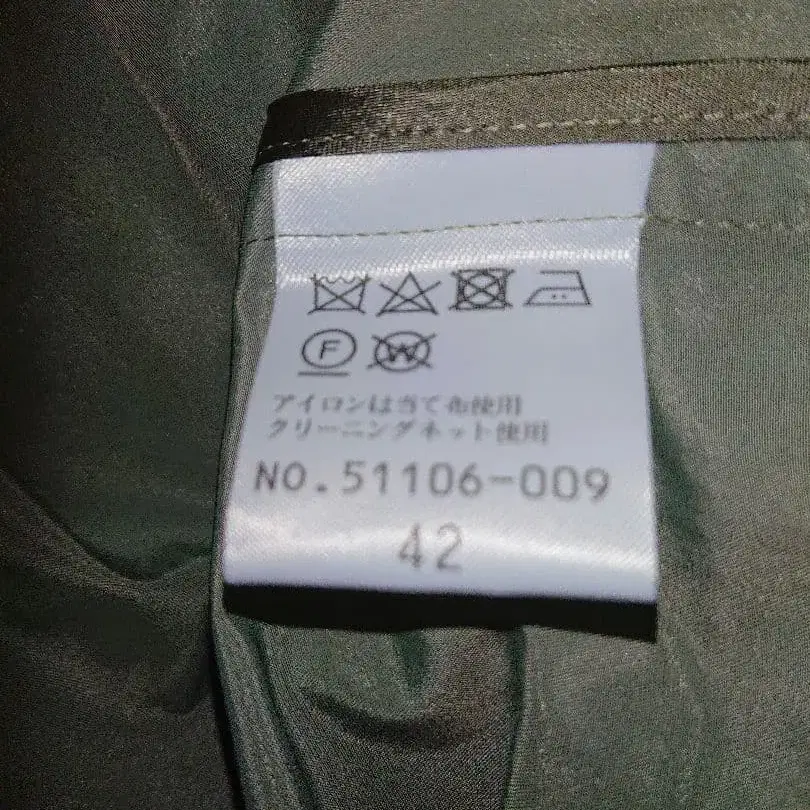 F W
アイロンは当て布使用
クリーニングネット使用
NO.51106-009
42